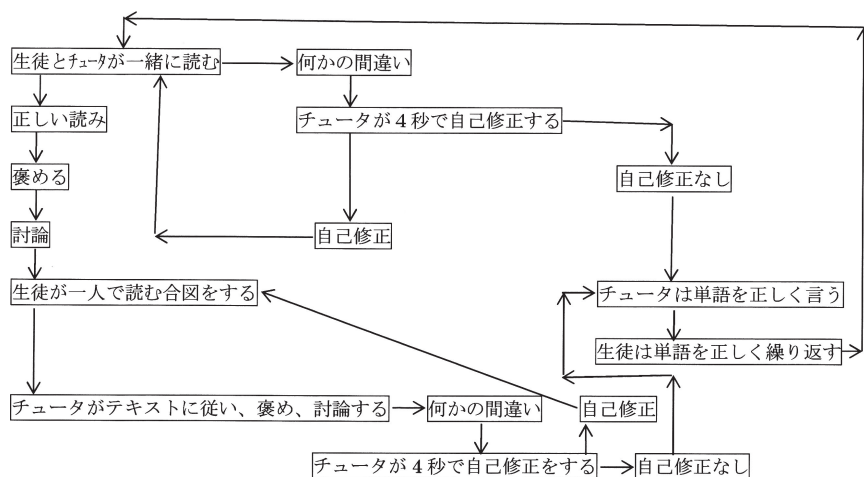 生徒とチュータが一緒に読む
何かの間違い
正しい読み
チュータが4秒で自己修正する
褒める
自己修正なし
討論
自己修正
生徒が一人で読む合図をする
チュータは単語を正しく言う
生徒は単語を正しく繰り返す
チュータがテキストに従い、褒め、討論する
何かの間違い
自己修正
チュータが4秒で自己修正をする
自己修正なし